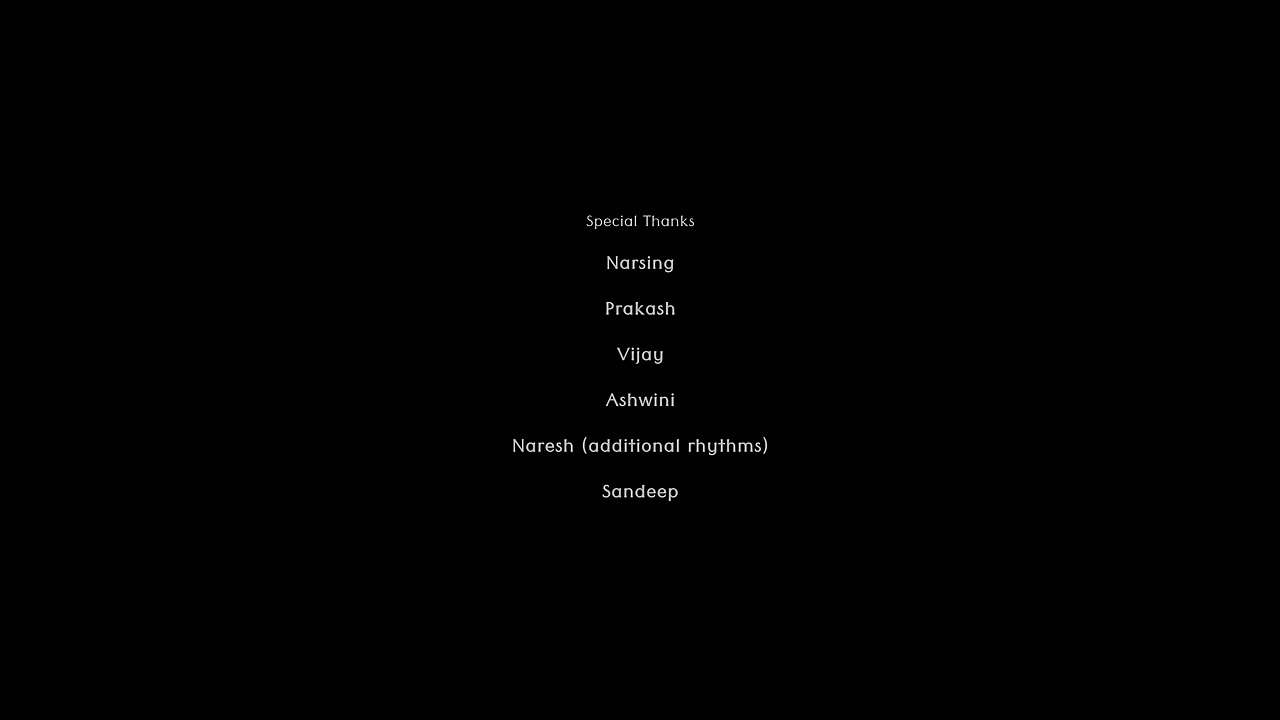 Special Thanks
Narsing
Prakash
Vijay
Ashwini
Naresh (additional rhythms)
Sandeep